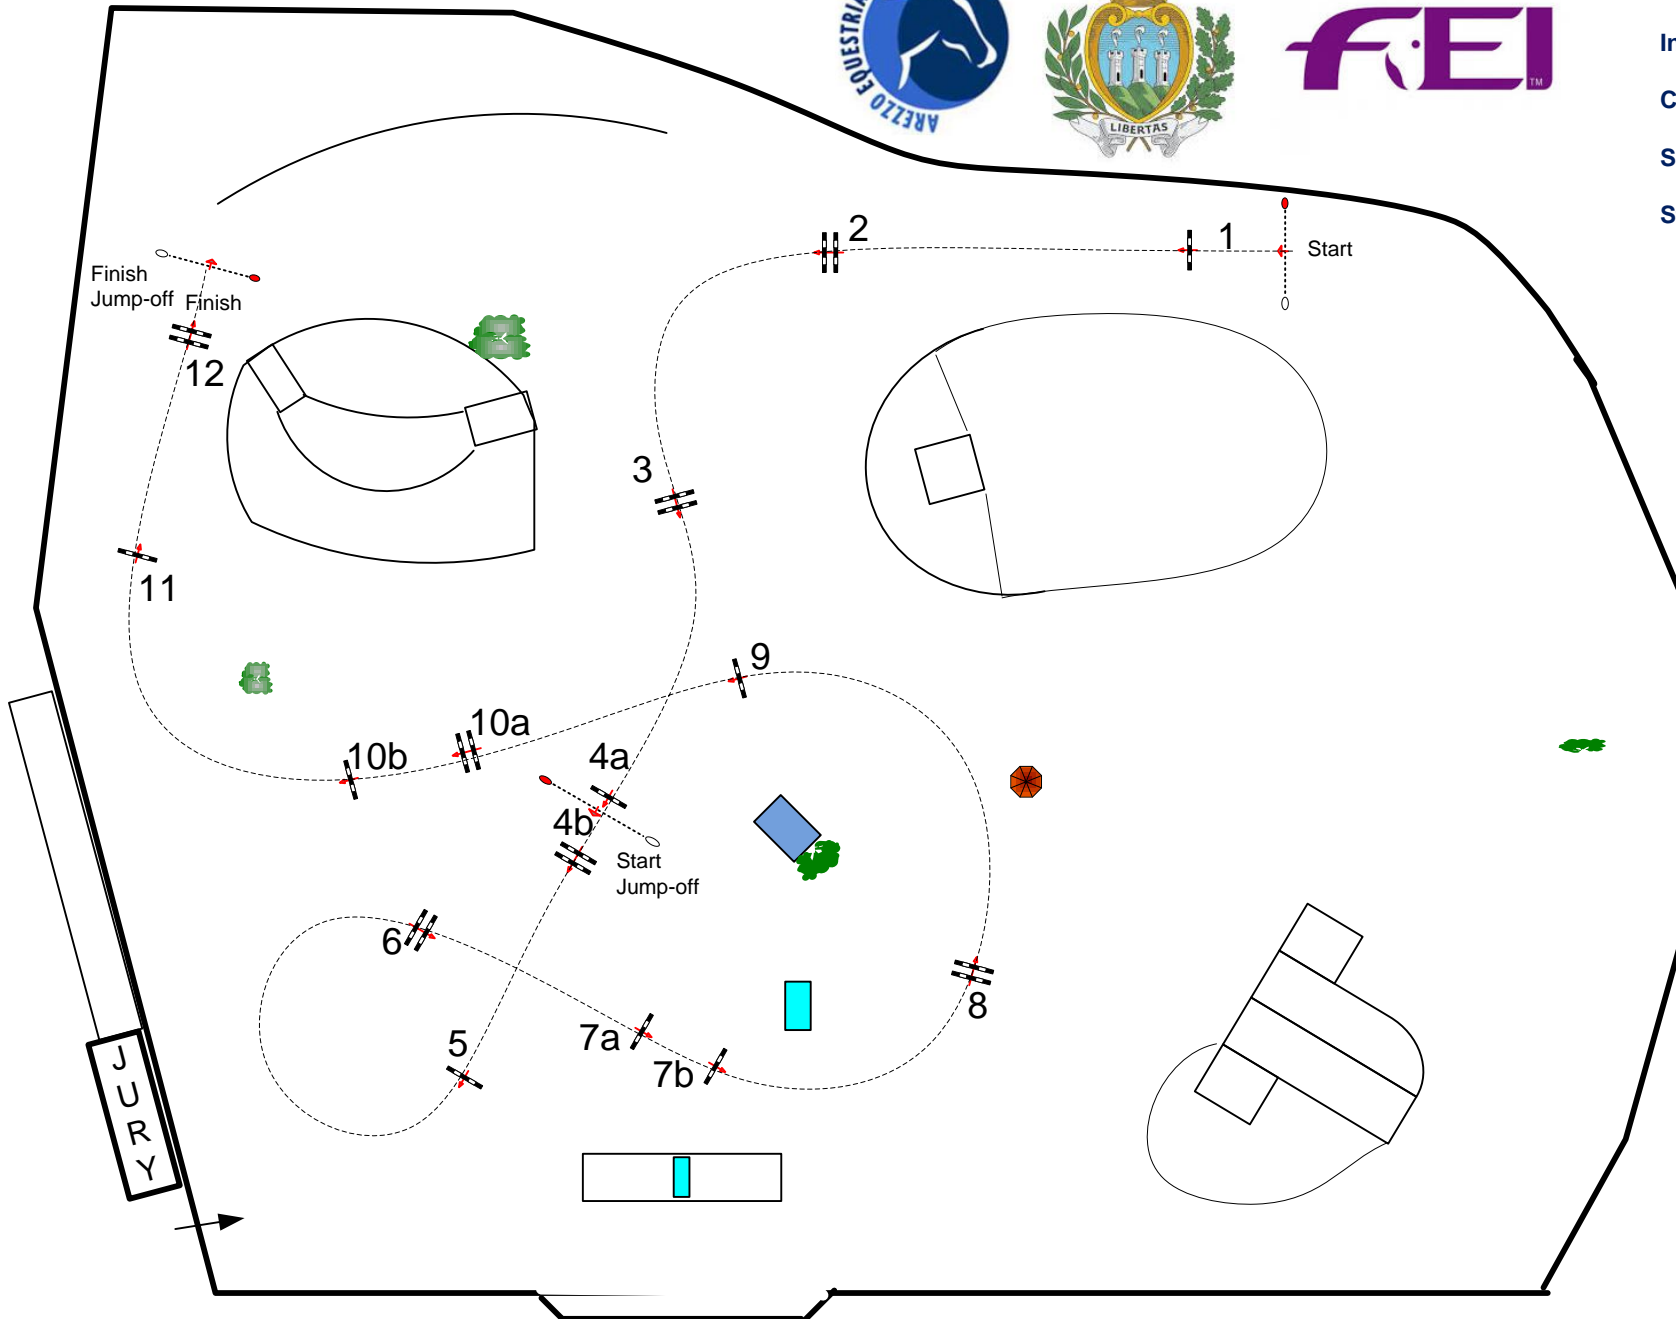 AREZZO EQUESTRIA
LIBERTAS
FEI
TM
In
C
S
S
2
1
Start
Finish
Jump-off
Finish
12
3
11
9
10a
10b
4a
4b
Start
Jump-off
6
8
7a
5
7b
JURY